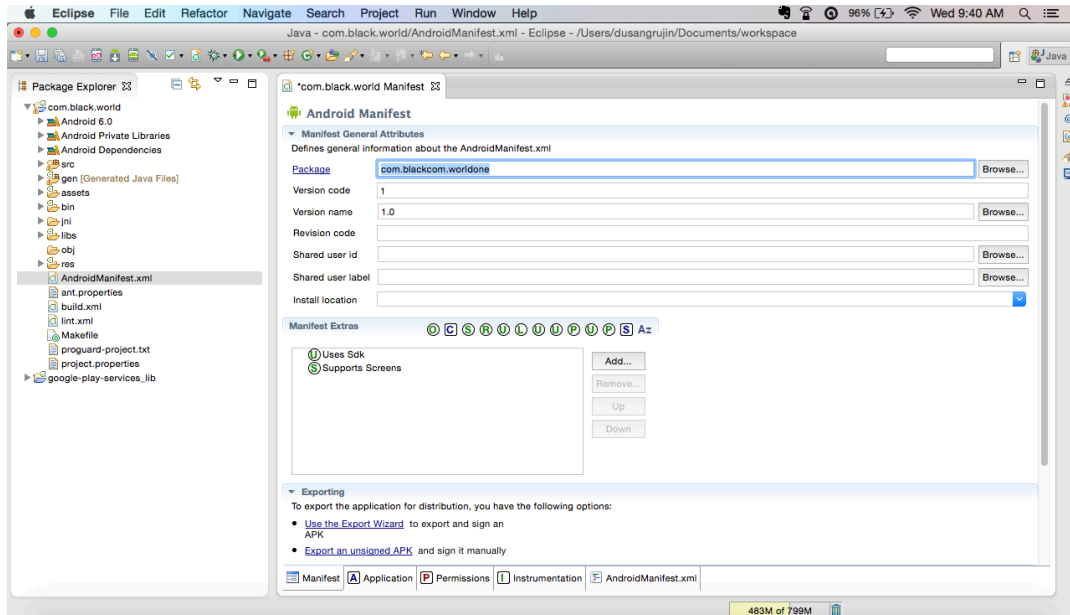 Eclipse File Edit Refactor Navigate Search Project Run Window Help 96% Wed 9:40 AM
Java - com.black.world/AndroidManifest.xml - Eclipse - /Users/dusangrujin/Documents/workspace
Java
Package Explorer
*com.black.world Manifest
com.black.world
Android 6.0
Android Private Libraries
Android Dependencies
src
gen [Generated Java Files]
assets
bin
jni
libs
obj
res
AndroidManifest.xml
ant.properties
build.xml
lint.xml
Makefile
proguard-project.txt
project.properties
google-play-services_lib
Android Manifest
Manifest General Attributes
Defines general information about the AndroidManifest.xml
Package com.blackcom.worldone Browse...
Version code 1
Version name 1.0 Browse...
Revision code
Shared user id Browse...
Shared user label Browse...
Install location
Manifest Extras O C S R U L U U P U P S Az
U Uses Sdk
S Supports Screens
Add...
Remove...
Up
Down
Exporting
To export the application for distribution, you have the following options:
• Use the Export Wizard to export and sign an
APK
• Export an unsigned APK and sign it manually
Manifest A Application P Permissions I Instrumentation AndroidManifest.xml
483M of 799M